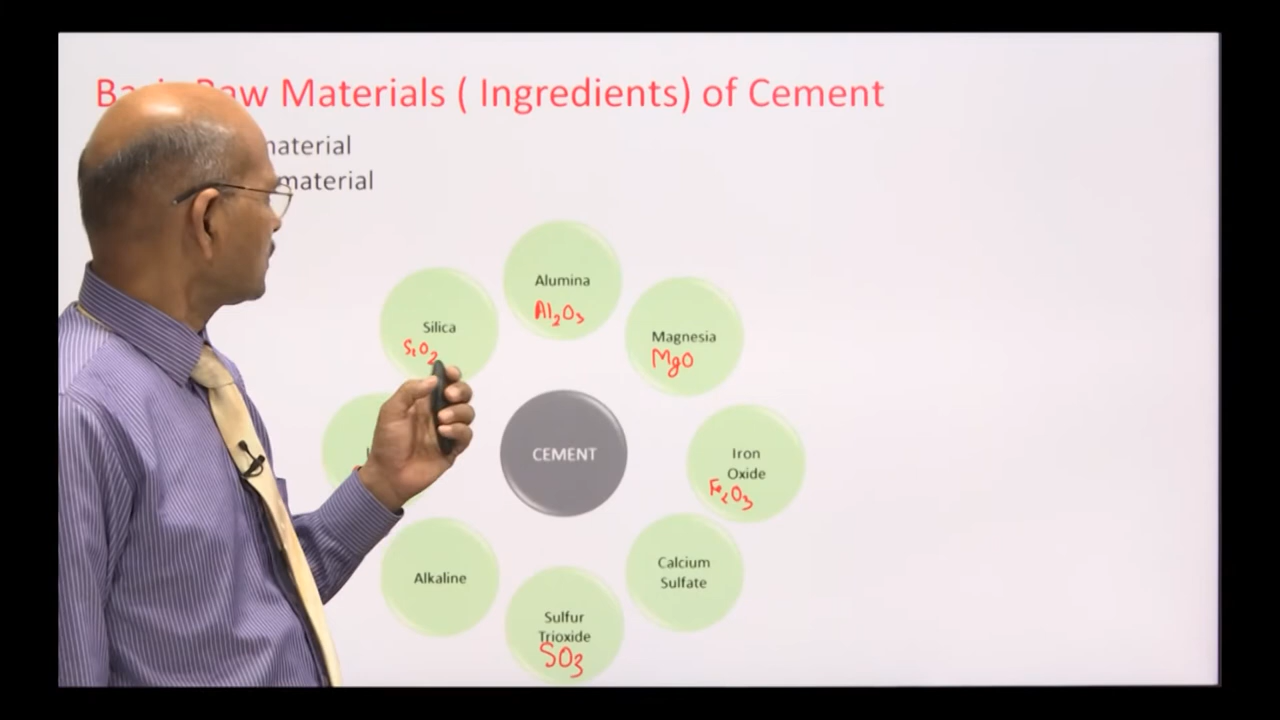 Raw Materials ( Ingredients) of Cement
material
material
Alumina
Al2O3
Silica
SiO2
Magnesia
MgO
CEMENT
Iron
Oxide
Fe2O3
Calcium
Sulfate
Alkaline
Sulfur
Trioxide
SO3